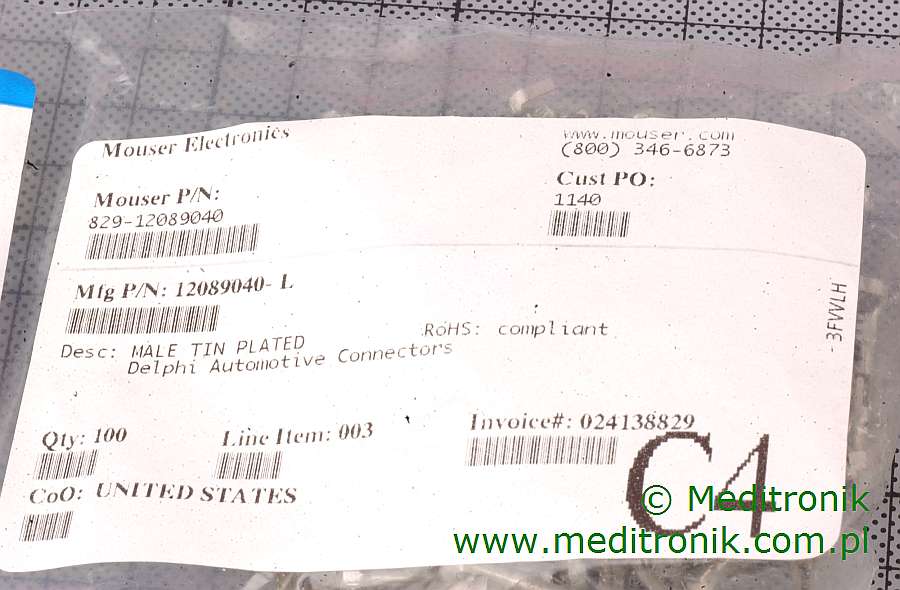 Mouser Electronics
www.mouser.com
(800) 346-6873
Mouser P/N:
829-12089040
Cust PO:
1140
Mfg P/N: 12089040- L
RoHS: compliant
Desc: MALE TIN PLATED
Delphi Automotive Connectors
- 3FVVLH
Qty: 100
Line Item: 003
Invoice#: 024138829
CoO: UNITED STATES
C4
© Meditronik
www.meditronik.com.pl